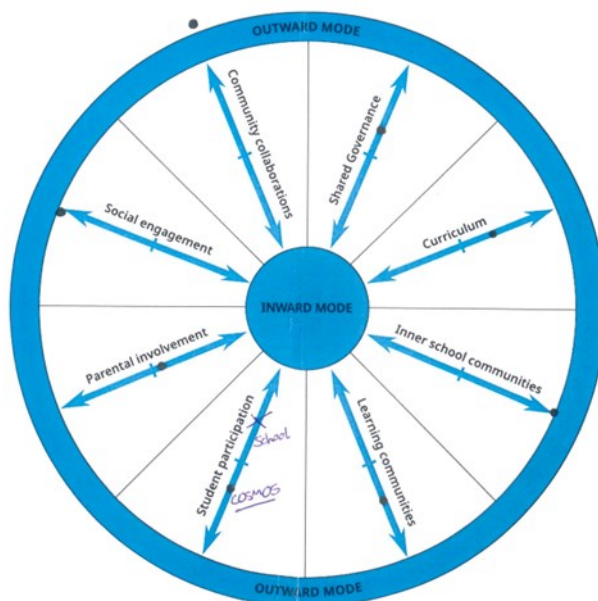 OUTWARD MODE
Community collaborations
Shared Governance
Social engagement
Curriculum
INWARD MODE
Parental involvement
Inner school communities
Student participation
School
COSMOS
Learning communities
OUTWARD MODE